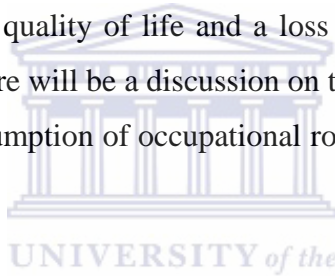 quality of life and a loss
re will be a discussion on t
umption of occupational ro
UNIVERSITY of the